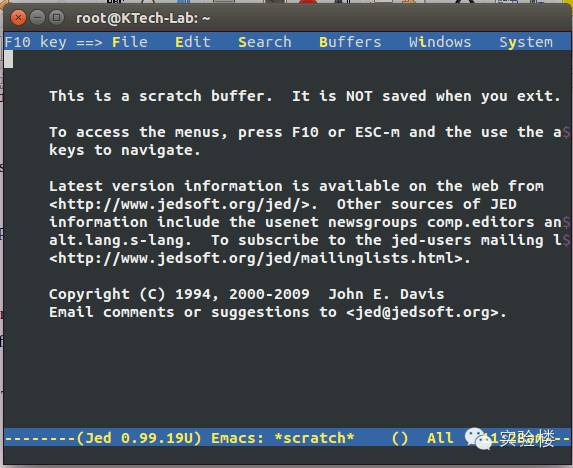 root@KTech-Lab: ~
F10 key ==> File Edit Search Buffers Windows System
This is a scratch buffer. It is NOT saved when you exit.
To access the menus, press F10 or ESC-m and the use the a$
keys to navigate.
Latest version information is available on the web from
<http://www.jedsoft.org/jed/>. Other sources of JED
information include the usenet newsgroups comp.editors an$
alt.lang.s-lang. To subscribe to the jed-users mailing l$
<http://www.jedsoft.org/jed/mailinglists.html>.
Copyright (C) 1994, 2000-2009 John E. Davis
Email comments or suggestions to <jed@jedsoft.org>.
--------(Jed 0.99.19U) Emacs: *scratch* () All
实验楼